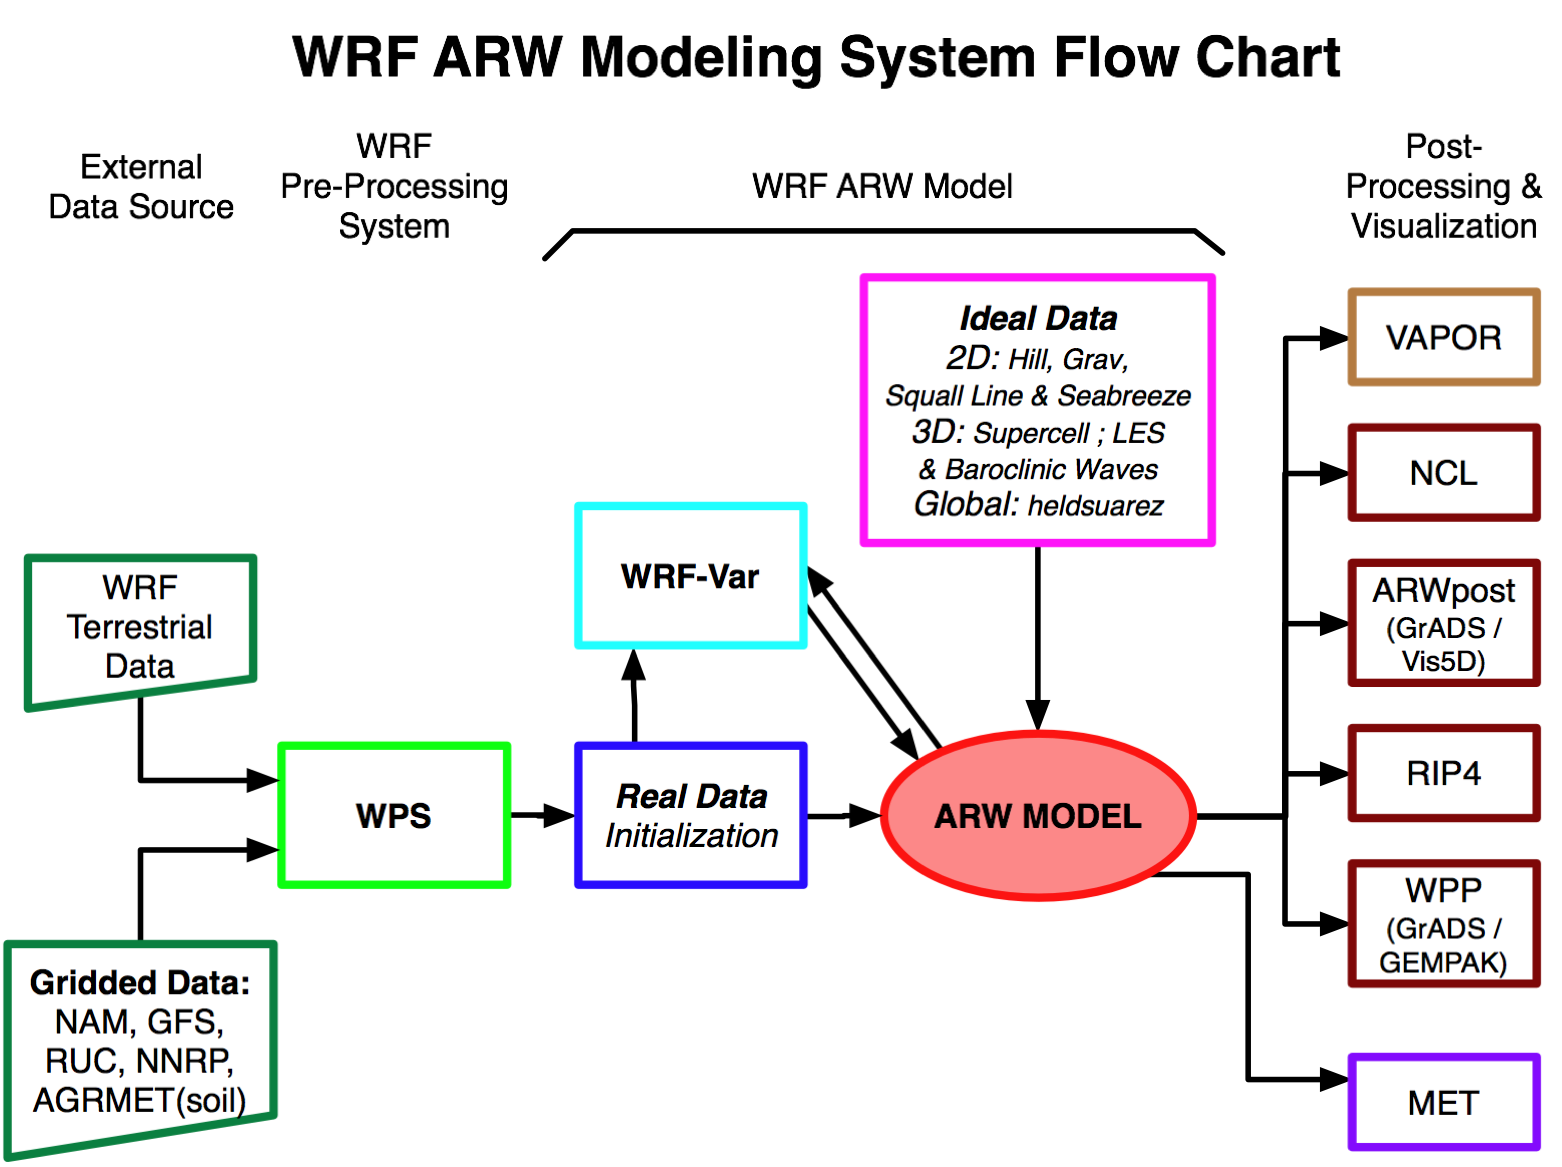 WRF ARW Modeling System Flow Chart
External
Data Source
WRF
Pre-Processing
System
WRF ARW Model
Post-
Processing &
Visualization
WRF
Terrestrial
Data
Gridded Data:
NAM, GFS,
RUC, NNRP,
AGRMET(soil)
WPS
WRF-Var
Real Data
Initialization
Ideal Data
2D: Hill, Grav,
Squall Line & Seabreeze
3D: Supercell ; LES
& Baroclinic Waves
Global: heldsuarez
ARW MODEL
VAPOR
NCL
ARWpost
(GrADS /
Vis5D)
RIP4
WPP
(GrADS /
GEMPAK)
MET